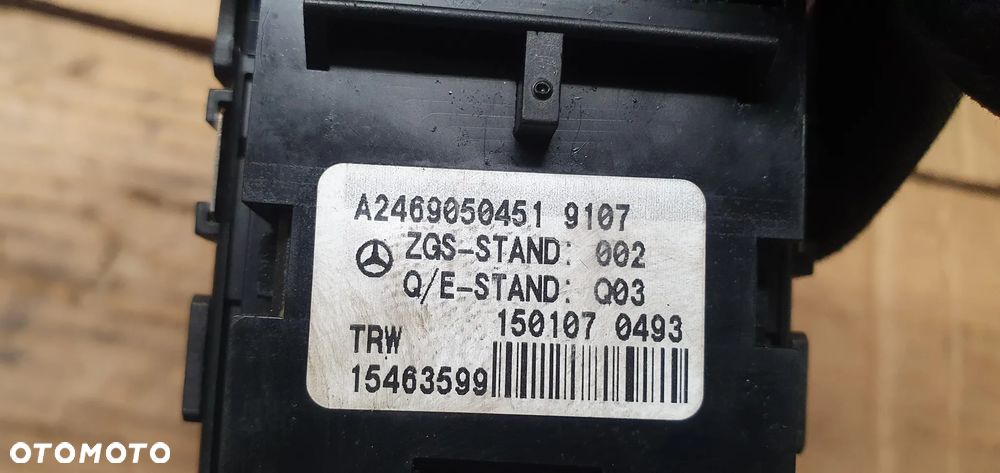 A2469050451 9107
ZGS-STAND: 002
Q/E-STAND: Q03
150107 0493
TRW
15463599
OTOMOTO